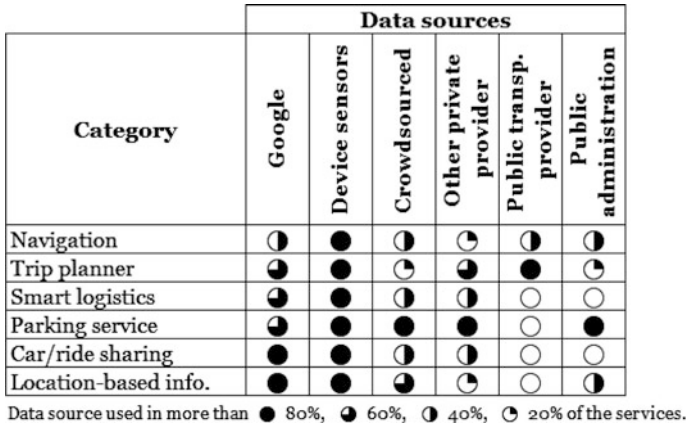 Data sources
Category
Google
Device sensors
Crowdsourced
Other private
provider
Public transp.
provider
Public
administration
Navigation
Trip planner
Smart logistics
Parking service
Car/ride sharing
Location-based info.
Data source used in more than 80%, 60%, 40%, 20% of the services.